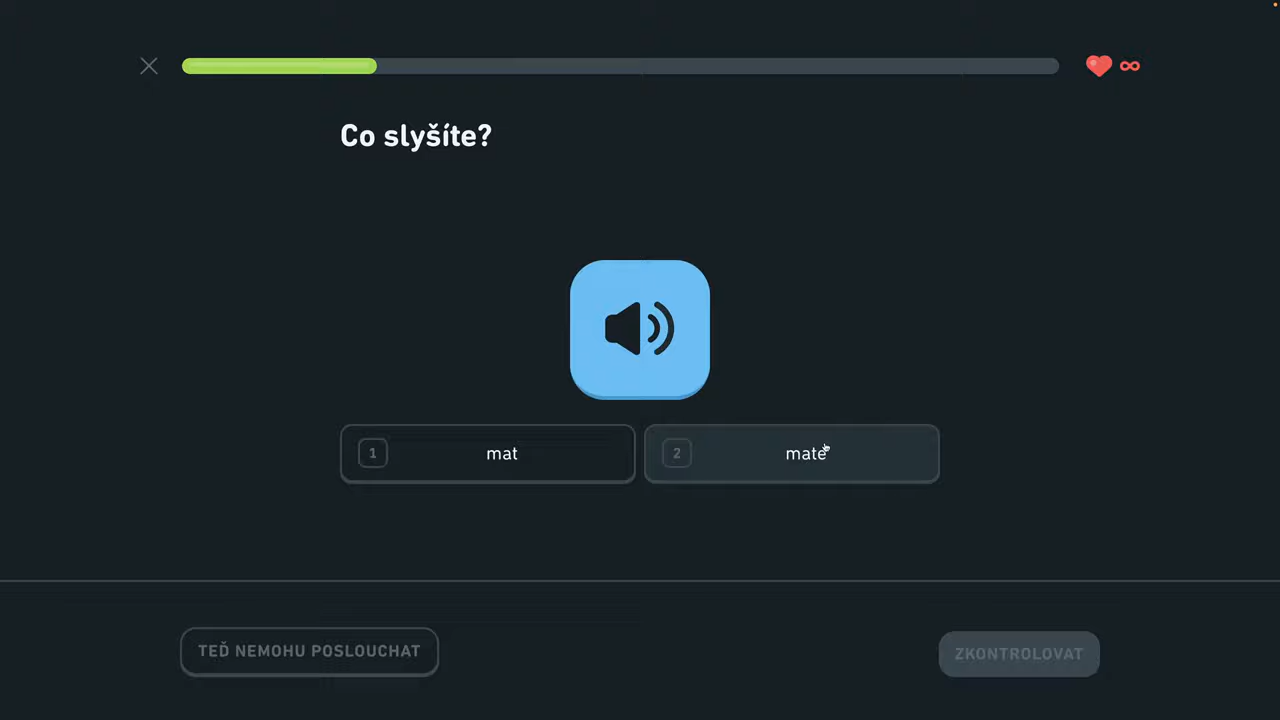 Co slyšíte?
1 mat
2 mate
TEĎ NEMOHU POSLOUCHAT
ZKONTROLOVAT